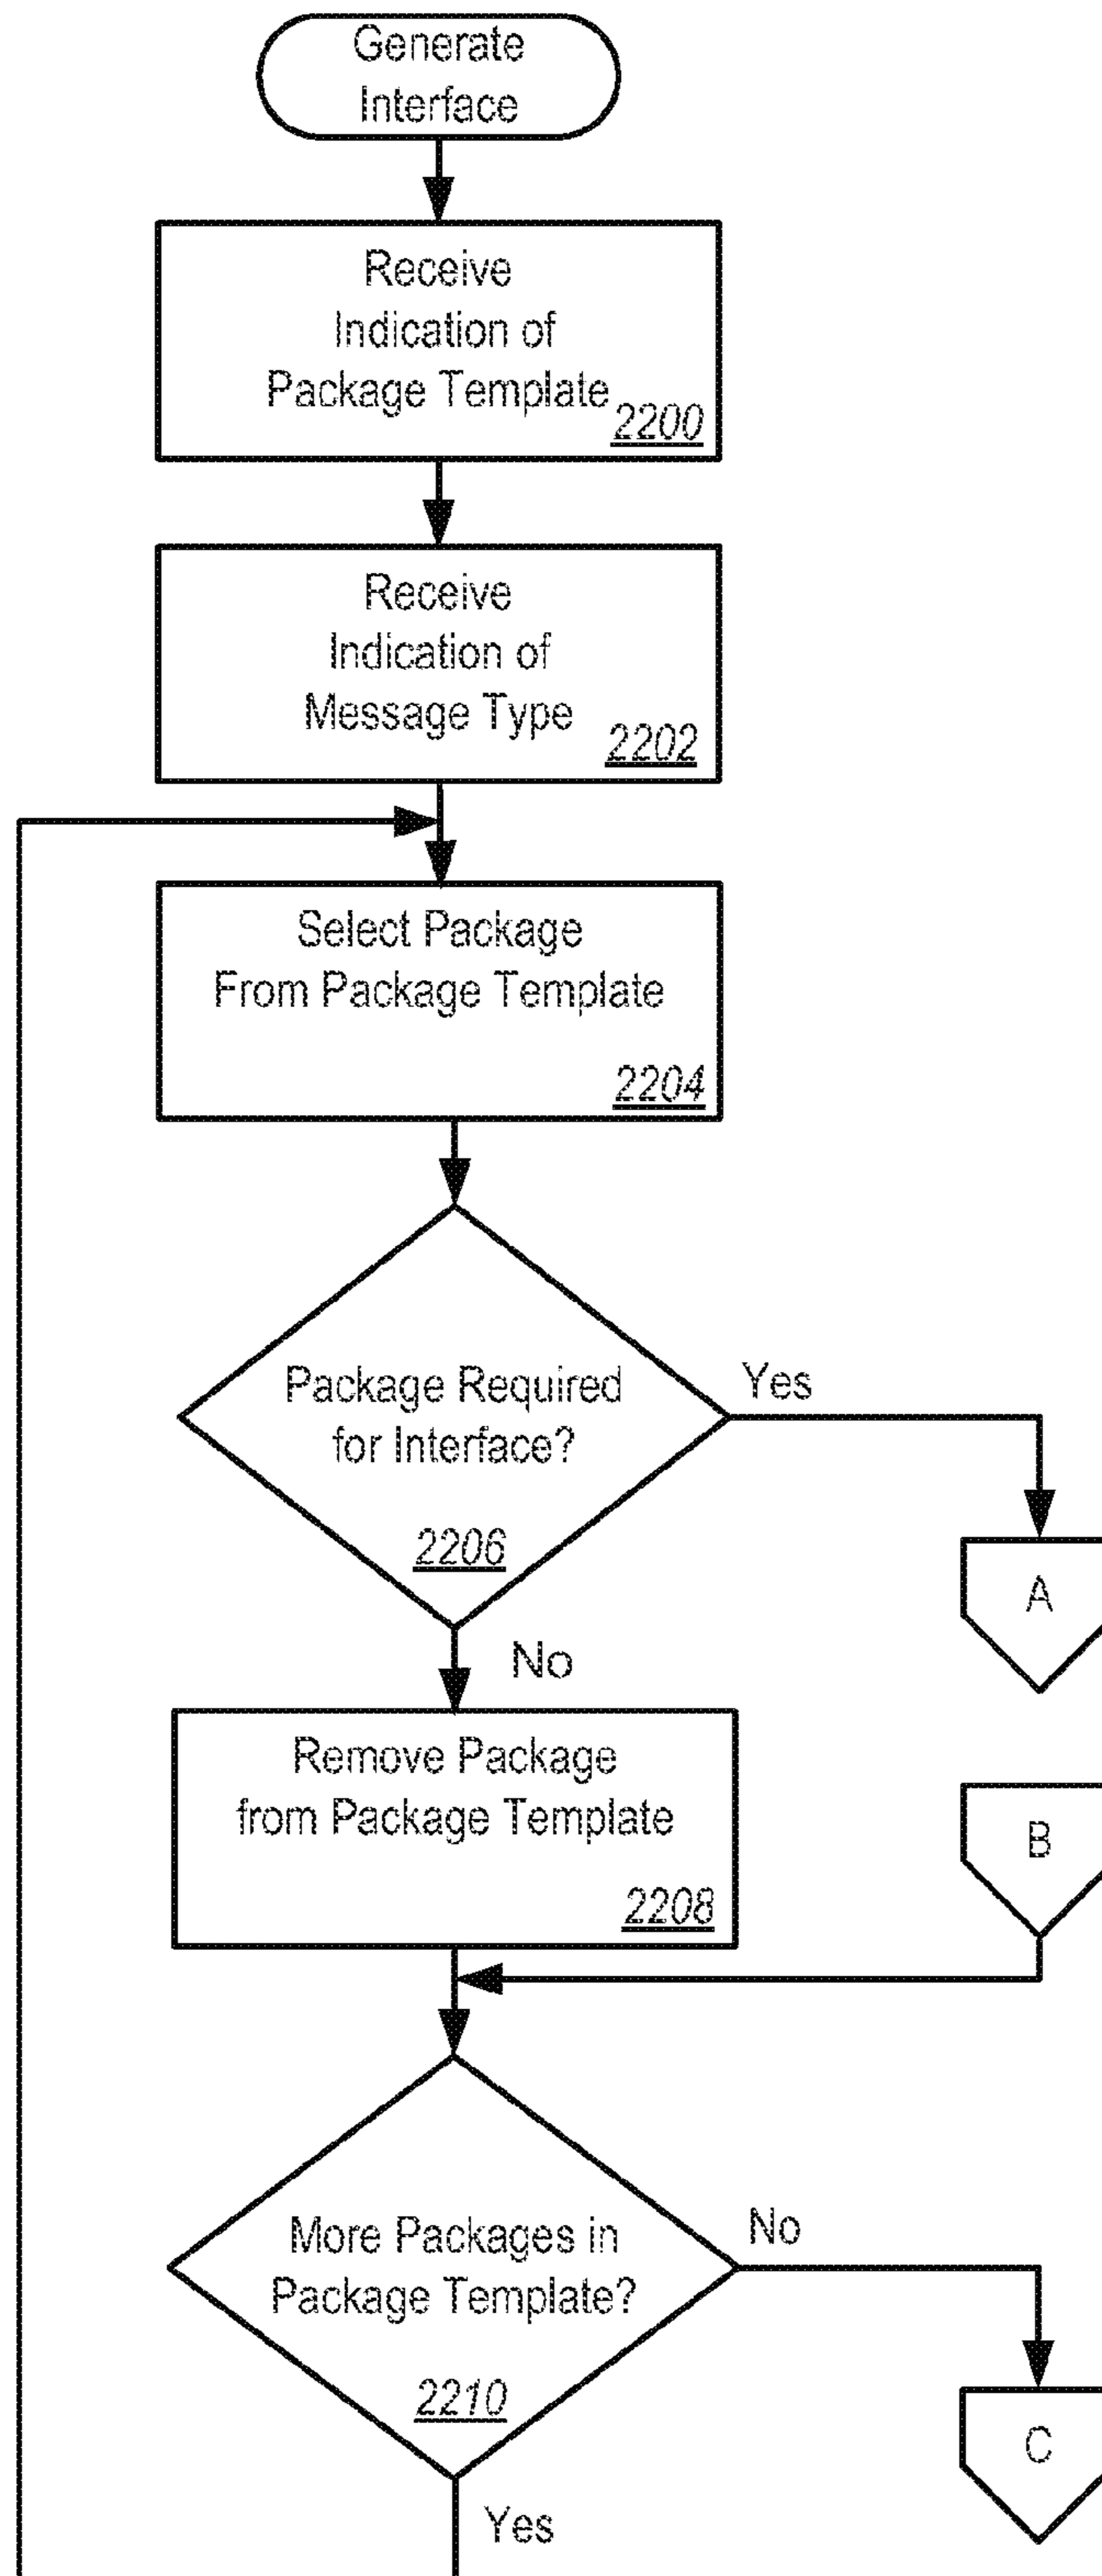 Generate
Interface
Receive
Indication of
Package Template
2200
Receive
Indication of
Message Type
2202
Select Package
From Package Template
2204
Package Required
for Interface?
2206
Yes
A
No
Remove Package
from Package Template
2208
B
More Packages in
Package Template?
2210
No
C
Yes